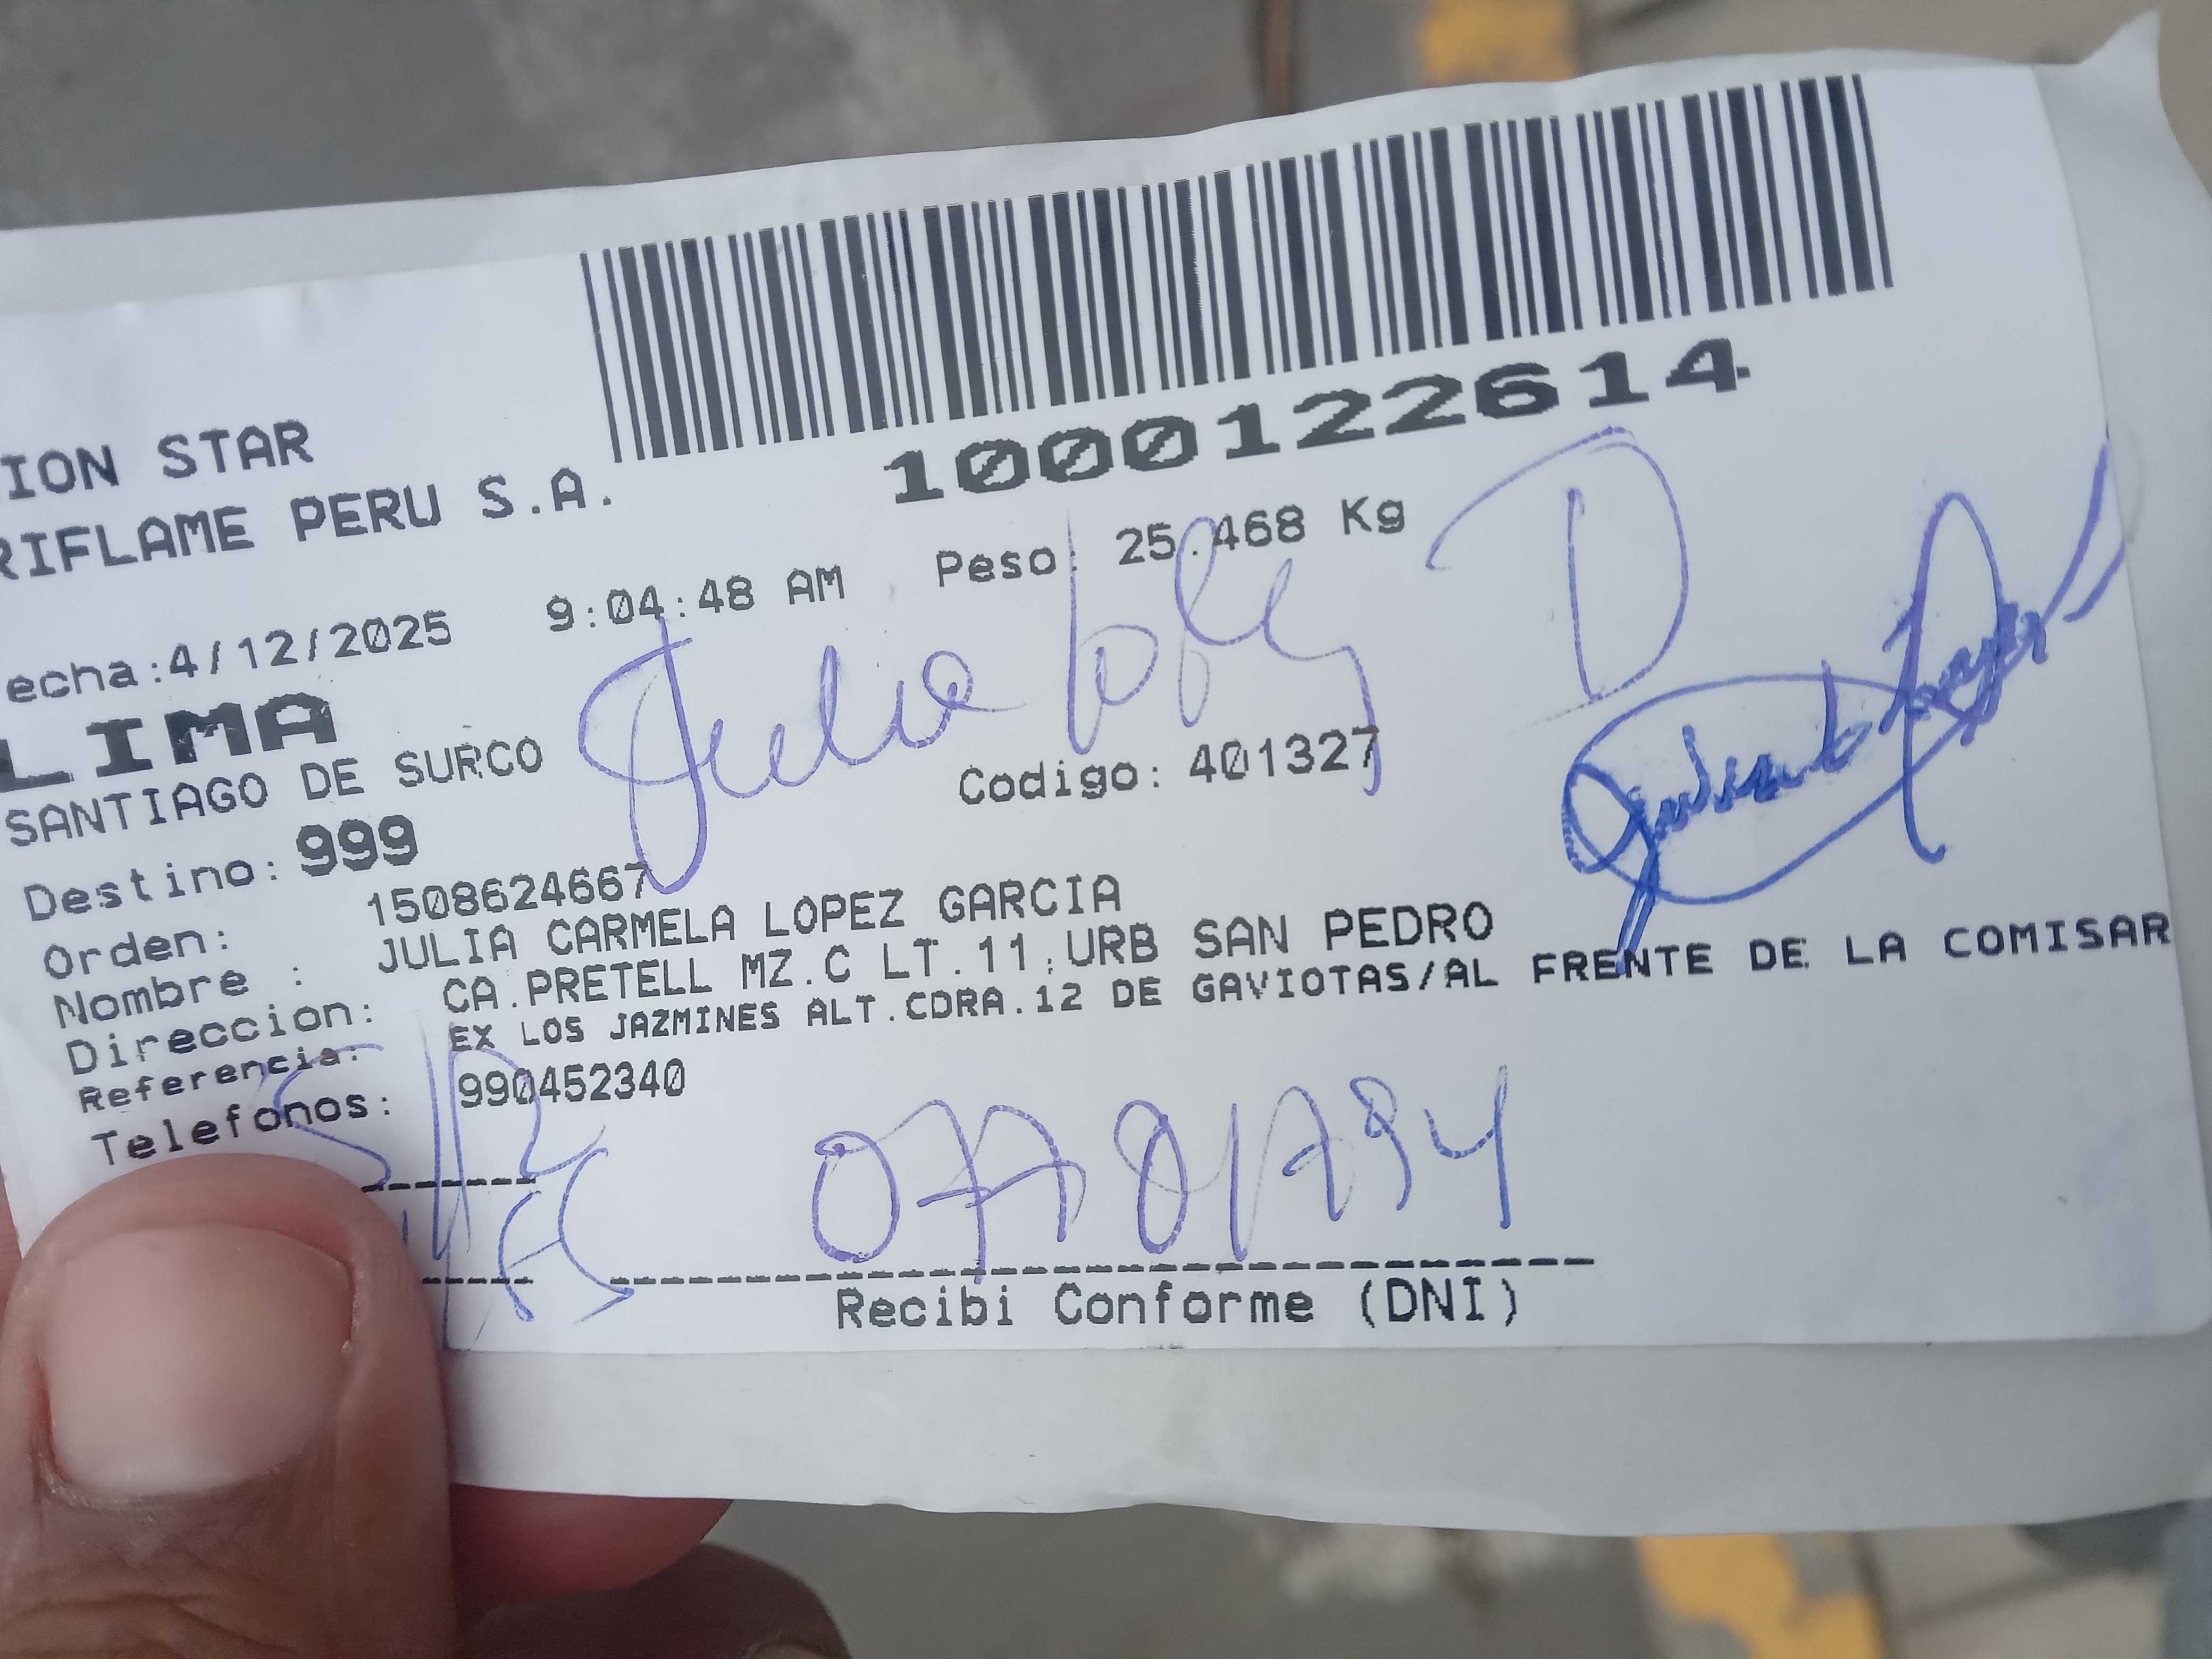 1000122614
ION STAR
RIFLAME PERU S.A.
echa:4/12/2025 9:04:48 AM Peso: 25.468 Kg
LIMA
SANTIAGO DE SURCO
Julia Lopez
Codigo: 401327
Destino: 999
Orden: 1508624667
Nombre : JULIA CARMELA LOPEZ GARCIA
Direccion: CA.PRETELL MZ.C LT.11,URB SAN PEDRO
Referencia: EX LOS JAZMINES ALT.CDRA.12 DE GAVIOTAS/AL FRENTE DE LA COMISAR
Telefonos: 990452340
Recibi Conforme (DNI)